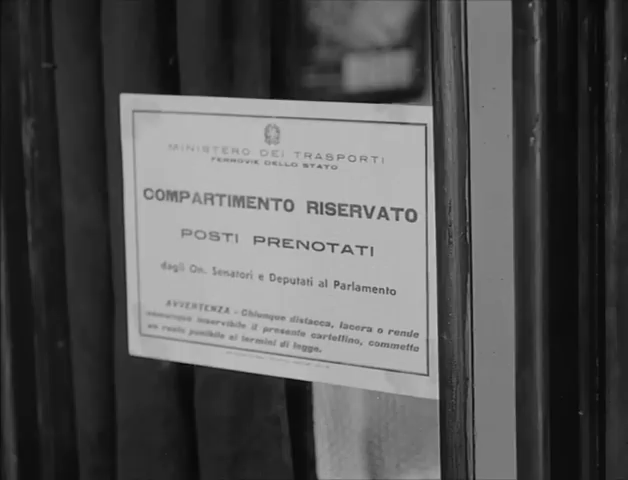 MINISTERO DEI TRASPORTI
FERROVIE DELLO STATO
COMPARTIMENTO RISERVATO
POSTI PRENOTATI
dagli On. Senatori e Deputati al Parlamento
AVVERTENZA - Chiunque distacca, lacera o rende
comunque inservibile il presente cartellino, commette
un reato punibile ai termini di legge.